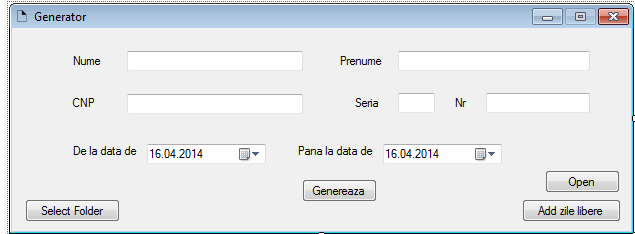 Generator
Nume Prenume
CNP Seria Nr
De la data de 16.04.2014 Pana la data de 16.04.2014
Genereaza Open
Select Folder Add zile libere